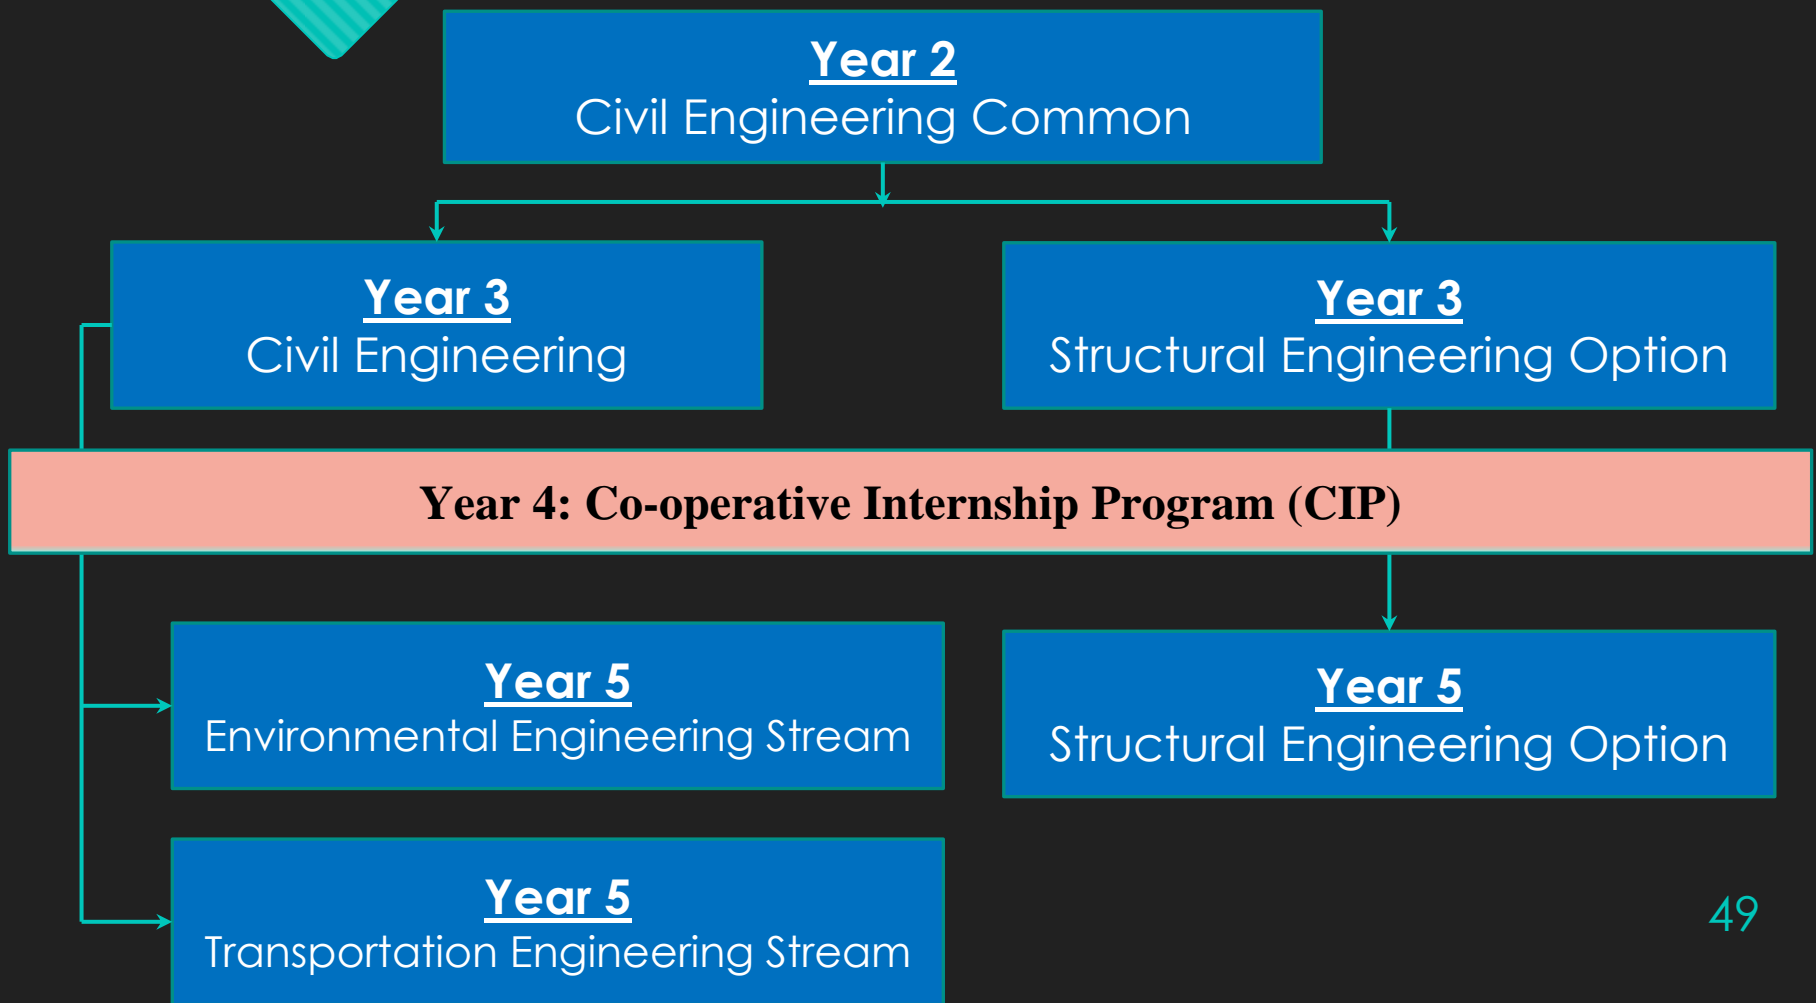 Year 2
Civil Engineering Common
Year 3
Civil Engineering
Year 3
Structural Engineering Option
Year 4: Co-operative Internship Program (CIP)
Year 5
Environmental Engineering Stream
Year 5
Structural Engineering Option
Year 5
Transportation Engineering Stream
49